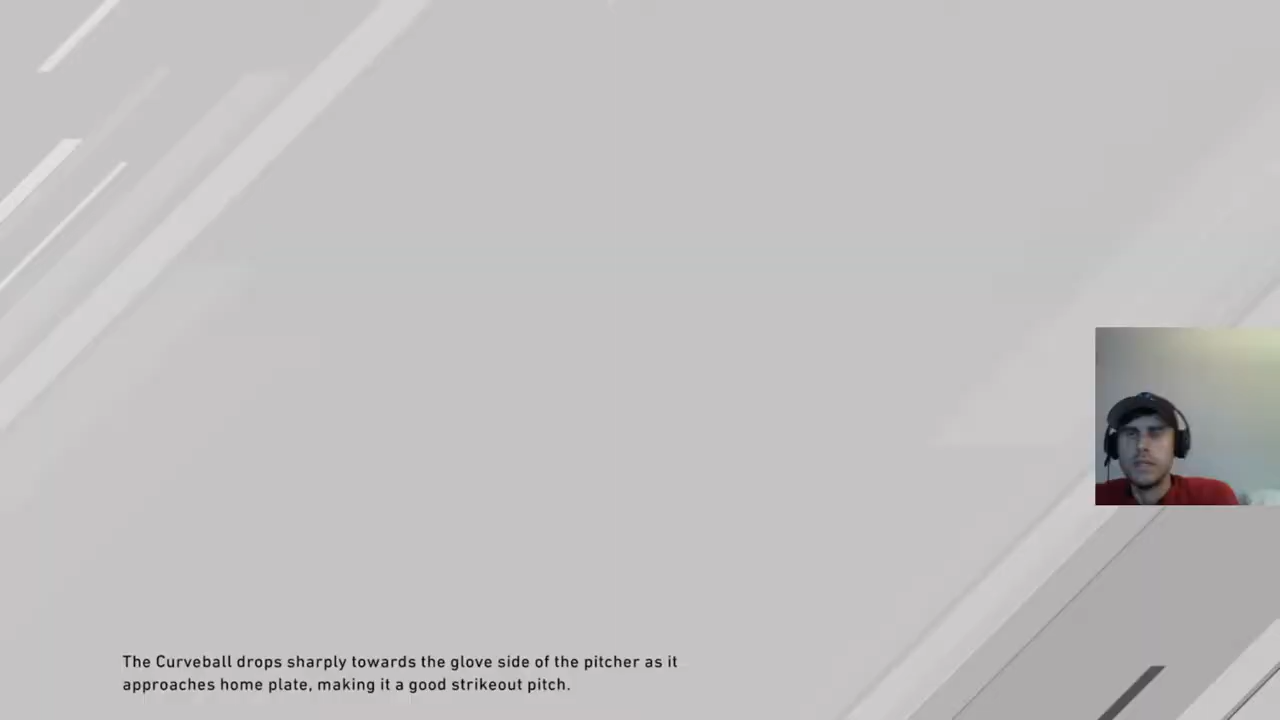 The Curveball drops sharply towards the glove side of the pitcher as it
approaches home plate, making it a good strikeout pitch.